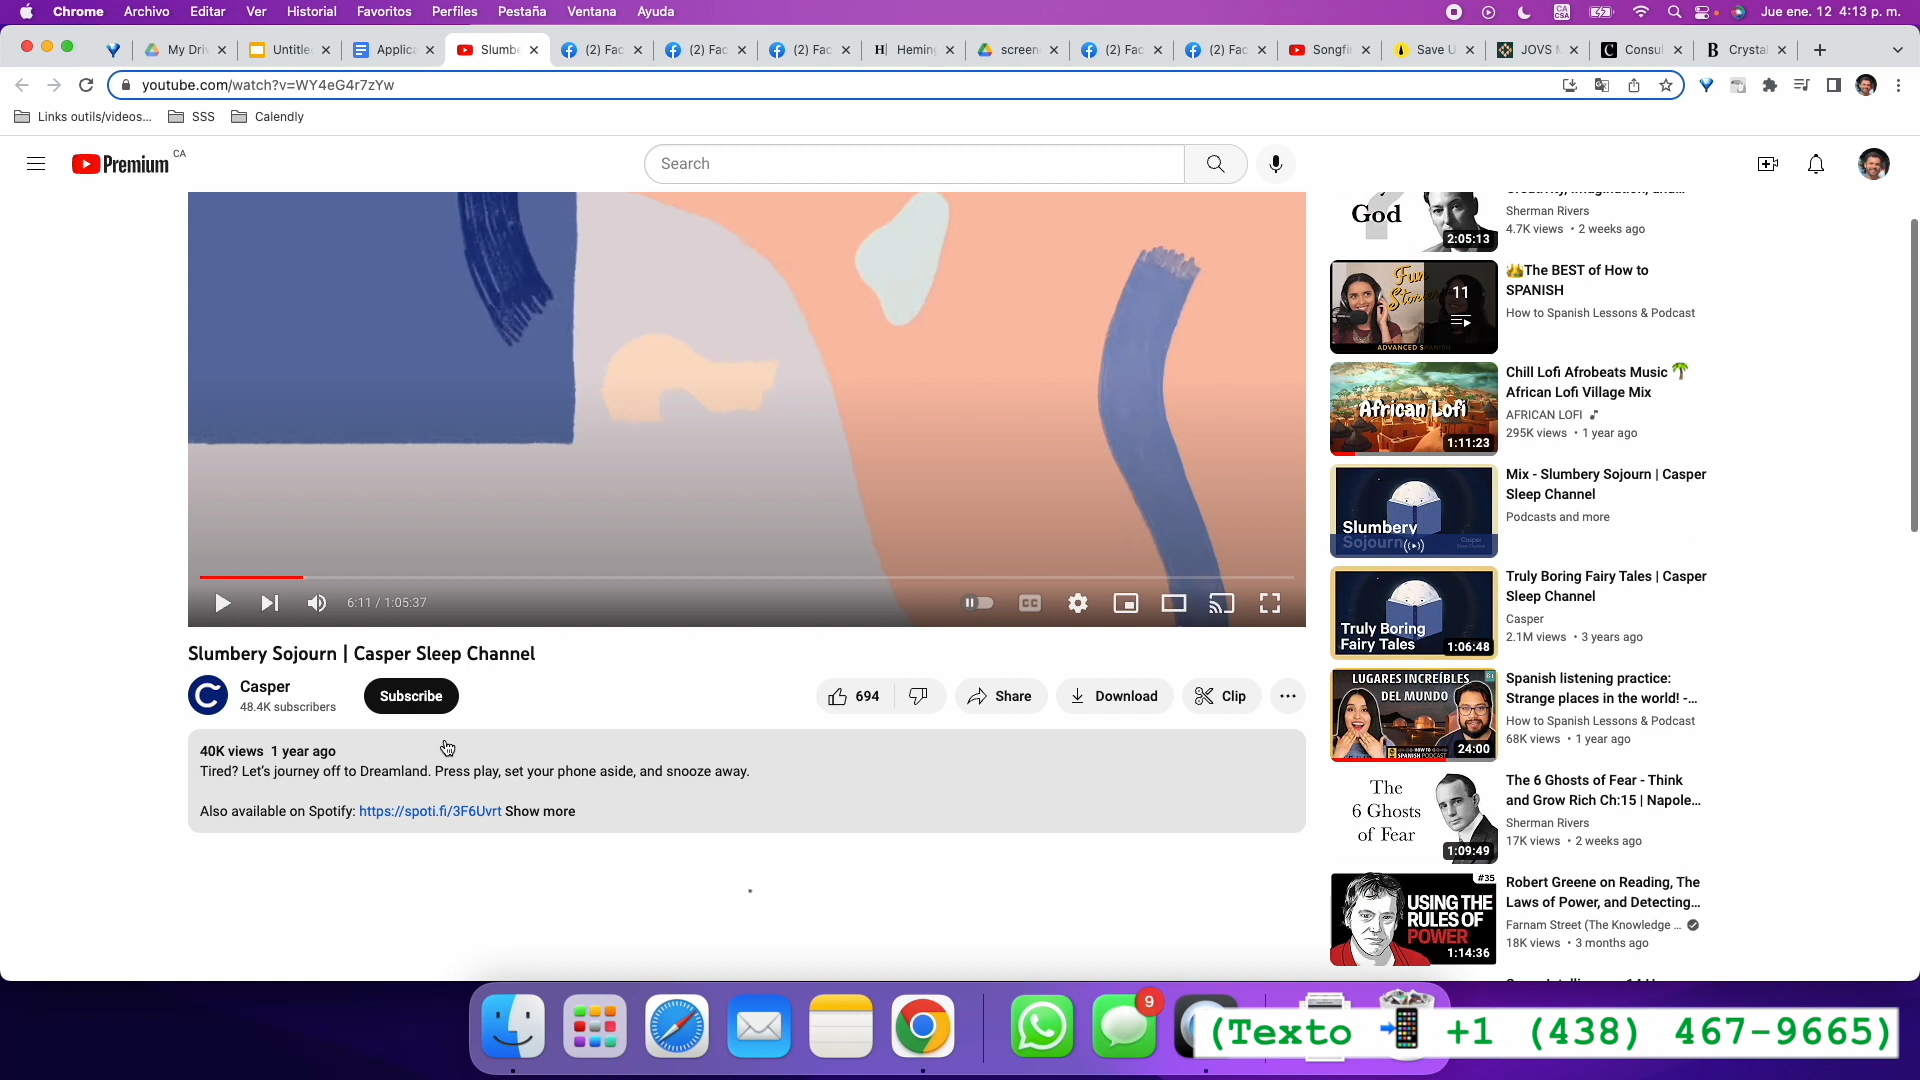 Chrome Archivo Editar Ver Historial Favoritos Perfiles Pestaña Ventana Ayuda
CA
CSA
Jue ene. 12 4:13 p. m.
My Dri
Untitle
Applica
Slumbe
(2) Fac
(2) Fac
(2) Fac
H Heming
screen
(2) Fac
(2) Fac
Songfi
Save U
JOVS M
C Consul
B Crystal
youtube.com/watch?v=WY4eG4r7zYw
Links outils/videos...
SSS
Calendly
Premium CA
Search
God
2:05:13
Sherman Rivers
4.7K views • 2 weeks ago
Fun
11
ADVANCED SPANISH
The BEST of How to
SPANISH
How to Spanish Lessons & Podcast
African Lofi
1:11:23
Chill Lofi Afrobeats Music
African Lofi Village Mix
AFRICAN LOFI
295K views • 1 year ago
Slumbery
Sojourn
Casper
Sleep Channel
Mix - Slumbery Sojourn | Casper
Sleep Channel
Podcasts and more
Truly Boring
Fairy Tales
1:06:48
Truly Boring Fairy Tales | Casper
Sleep Channel
Casper
2.1M views • 3 years ago
LUGARES INCREÍBLES
DEL MUNDO
24:00
Spanish listening practice:
Strange places in the world! -...
How to Spanish Lessons & Podcast
68K views • 1 year ago
The
6 Ghosts
of Fear
1:09:49
The 6 Ghosts of Fear - Think
and Grow Rich Ch:15 | Napole...
Sherman Rivers
17K views • 2 weeks ago
#35
USING THE
RULES OF
POWER
1:14:36
Robert Greene on Reading, The
Laws of Power, and Detecting...
Farnam Street (The Knowledge ...
18K views • 3 months ago
6:11 / 1:05:37
CC
Slumbery Sojourn | Casper Sleep Channel
Casper
48.4K subscribers
Subscribe
694
Share
Download
Clip
40K views 1 year ago
Tired? Let's journey off to Dreamland. Press play, set your phone aside, and snooze away.
Also available on Spotify: https://spoti.fi/3F6Uvrt Show more
9
(Texto +1 (438) 467-9665)